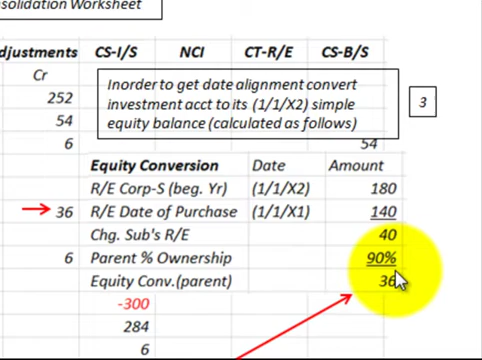 nsolidation Worksheet
djustments CS-I/S NCI CT-R/E CS-B/S
Cr
252
54
6
Inorder to get date alignment convert
investment acct to its (1/1/X2) simple
equity balance (calculated as follows)
3
54
Equity Conversion Date Amount
R/E Corp-S (beg. Yr) (1/1/X2) 180
36 R/E Date of Purchase (1/1/X1) 140
Chg. Sub's R/E 40
6 Parent % Ownership 90%
Equity Conv.(parent) 36
-300
284
6